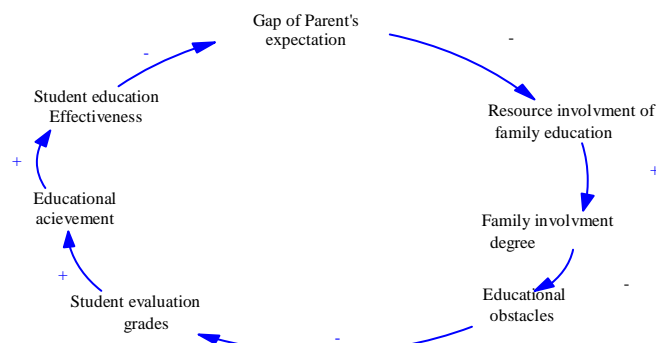 Gap of Parent's
expectation
-
-
Student education
Effectiveness
Resource involvment of
family education
+
+
Educational
acievement
Family involvment
degree
+
-
Student evaluation
grades
Educational
obstacles
-